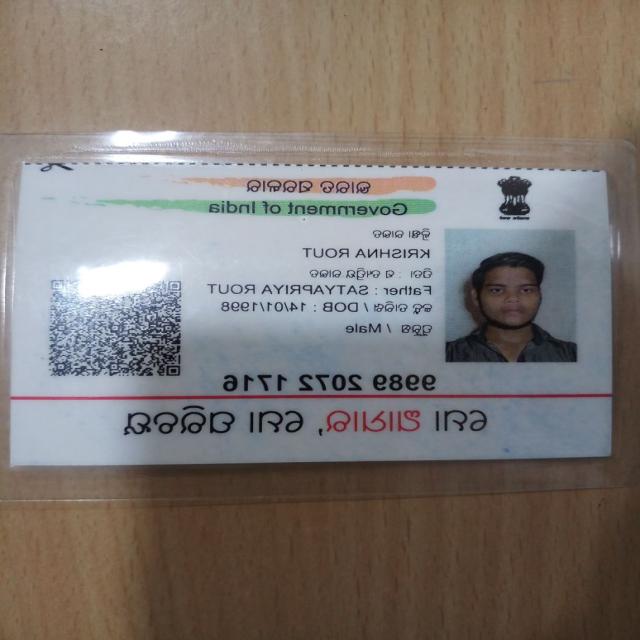 ଭାରତ ସରକାର
Government of India
ରାଉତ
KRISHNA ROUT
ପିତା : ସତ୍ୟପ୍ରିୟ ରାଉତ
Father : SATYAPRIYA ROUT
ଜନ୍ମ ତାରିଖ / DOB : 14/01/1998
ପୁରୁଷ / Male
9989 2072 1716
ମୋ ଆଧାର, ମୋ ପରିଚୟ